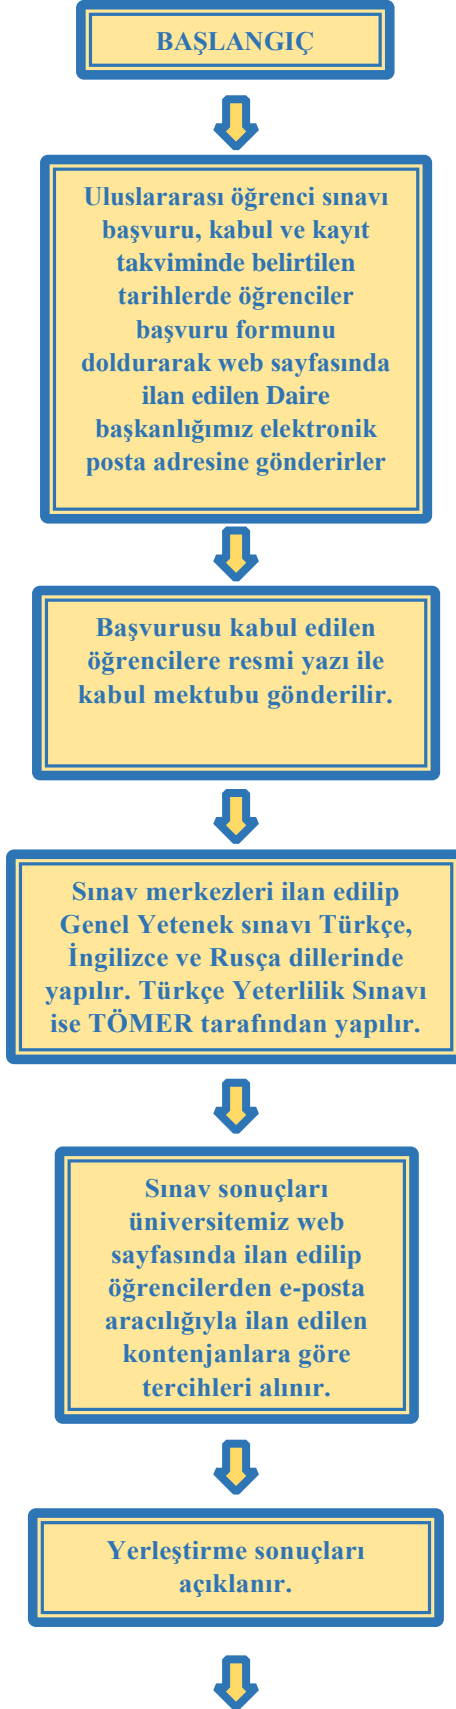 BAŞLANGIÇ
Uluslararası öğrenci sınavı
başvuru, kabul ve kayıt
takviminde belirtilen
tarihlerde öğrenciler
başvuru formunu
doldurarak web sayfasında
ilan edilen Daire
başkanlığımız elektronik
posta adresine gönderirler
Başvurusu kabul edilen
öğrencilere resmi yazı ile
kabul mektubu gönderilir.
Sınav merkezleri ilan edilip
Genel Yetenek sınavı Türkçe,
İngilizce ve Rusça dillerinde
yapılır. Türkçe Yeterlilik Sınavı
ise TÖMER tarafından yapılır.
Sınav sonuçları
üniversitemiz web
sayfasında ilan edilip
öğrencilerden e-posta
aracılığıyla ilan edilen
kontenjanlara göre
tercihleri alınır.
Yerleştirme sonuçları
açıklanır.